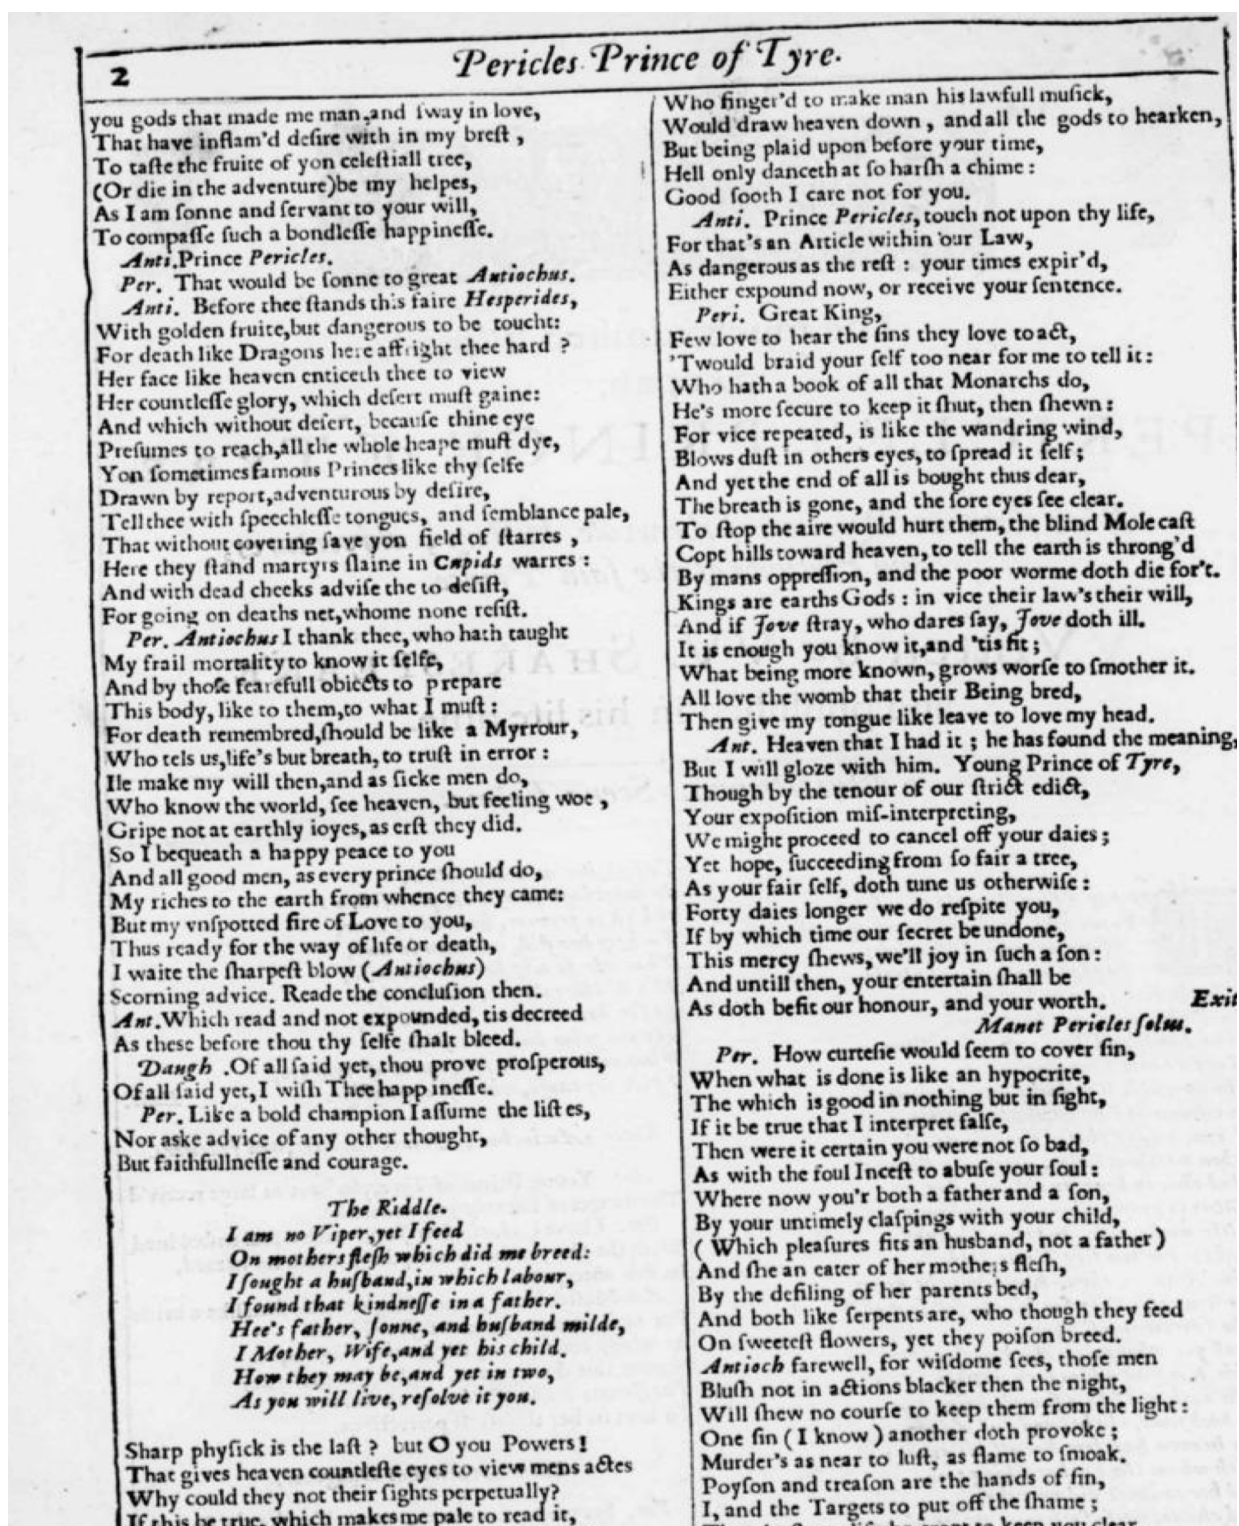 2
Pericles Prince of Tyre.
you gods that made me man,and ſway in love,
That have inflam'd deſire with in my breſt ,
To taſte the fruite of yon celeſtiall tree,
(Or die in the adventure)be my helpes,
As I am ſonne and ſervant to your will,
To compaſſe ſuch a bondleſſe happineſſe.
Anti.Prince Pericles.
Per. That would be ſonne to great Antiochus.
Anti. Before thee ſtands this faire Hesperides,
With golden fruite,but dangerous to be toucht:
For death like Dragons here affright thee hard ?
Her face like heaven enticeth thee to view
Her countleſſe glory, which deſert muſt gaine:
And which without deſert, becauſe thine eye
Preſumes to reach,all the whole heape muſt dye,
Yon ſometimes famous Princes like thy ſelfe
Drawn by report,adventurous by deſire,
Tell thee with ſpeechleſſe tongues, and ſemblance pale,
That without covering ſave yon field of ſtarres ,
Here they ſtand martyrs ſlaine in Cupids warres :
And with dead cheeks adviſe the to deſiſt,
For going on deaths net,whome none reſiſt.
Per. Antiochus I thank thee, who hath taught
My frail mortality to know it ſelfe,
And by thoſe fearefull obiects to prepare
This body, like to them,to what I muſt :
For death remembred,ſhould be like a Myrrour,
Who tels us,life's but breath, to truſt in error :
Ile make my will then,and as ſicke men do,
Who know the world, ſee heaven, but feeling woe ,
Gripe not at earthly ioyes, as erſt they did.
So I bequeath a happy peace to you
And all good men, as every prince ſhould do,
My riches to the earth from whence they came:
But my vnſpotted fire of Love to you,
Thus ready for the way of life or death,
I waite the ſharpeſt blow (Antiochus)
Scorning advice. Reade the concluſion then.
Ant.Which read and not expounded, tis decreed
As theſe before thou thy ſelfe ſhalt bleed.
Daugh .Of all ſaid yet, thou prove proſperous,
Of all ſaid yet, I wiſh Thee happineſſe.
Per. Like a bold champion I aſſume the liſtes,
Nor aske advice of any other thought,
But faithfullneſſe and courage.
The Riddle.
I am no Viper,yet I feed
On mothers fleſh which did me breed:
I ſought a huſband,in which labour,
I found that kindneſſe in a father.
Hee's father, ſonne, and huſband milde,
I Mother, Wife,and yet his child.
How they may be,and yet in two,
As you will live, reſolve it you.
Sharp phyſick is the laſt ? but O you Powers!
That gives heaven countleſte eyes to view mens actes
Why could they not their ſights perpetually?
If this be true, which makes me pale to read it,
Who finger'd to make man his lawfull muſick,
Would draw heaven down , and all the gods to hearken,
But being plaid upon before your time,
Hell only danceth at ſo harſh a chime :
Good ſooth I care not for you.
Anti. Prince Pericles, touch not upon thy life,
For that's an Article within our Law,
As dangerous as the reſt : your times expir'd,
Either expound now, or receive your ſentence.
Peri. Great King,
Few love to hear the ſins they love to act,
'Twould braid your ſelf too near for me to tell it :
Who hath a book of all that Monarchs do,
He's more ſecure to keep it ſhut, then ſhewn :
For vice repeated, is like the wandring wind,
Blows duſt in others eyes, to ſpread it ſelf ;
And yet the end of all is bought thus dear,
The breath is gone, and the ſore eyes ſee clear.
To ſtop the aire would hurt them, the blind Mole caſt
Copt hills toward heaven, to tell the earth is throng'd
By mans oppreſſion, and the poor worme doth die for't.
Kings are earths Gods : in vice their law's their will,
And if Jove ſtray, who dares ſay, Jove doth ill.
It is enough you know it,and 'tis fit ;
What being more known, grows worſe to ſmother it.
All love the womb that their Being bred,
Then give my tongue like leave to love my head.
Ant. Heaven that I had it ; he has found the meaning,
But I will gloze with him. Young Prince of Tyre,
Though by the tenour of our ſtrict edict,
Your expoſition miſ-interpreting,
We might proceed to cancel off your daies ;
Yet hope, ſucceeding from ſo fair a tree,
As your fair ſelf, doth tune us otherwiſe :
Forty daies longer we do reſpite you,
If by which time our ſecret be undone,
This mercy ſhews, we'll joy in ſuch a ſon :
And untill then, your entertain ſhall be
As doth befit our honour, and your worth. Exit
Manet Pericles ſolus.
Per. How curteſie would ſeem to cover ſin,
When what is done is like an hypocrite,
The which is good in nothing but in ſight,
If it be true that I interpret falſe,
Then were it certain you were not ſo bad,
As with the foul Inceſt to abuſe your ſoul :
Where now you'r both a father and a ſon,
By your untimely claſpings with your child,
( Which pleaſures fits an husband, not a father )
And ſhe an eater of her mothers fleſh,
By the defiling of her parents bed,
And both like ſerpents are, who though they feed
On ſweeteſt flowers, yet they poiſon breed.
Antioch farewell, for wiſdome ſees, thoſe men
Bluſh not in actions blacker then the night,
Will ſhew no courſe to keep them from the light :
One ſin ( I know ) another doth provoke ;
Murder's as near to luſt, as flame to ſmoak.
Poyſon and treaſon are the hands of ſin,
I, and the Targets to put off the ſhame ;